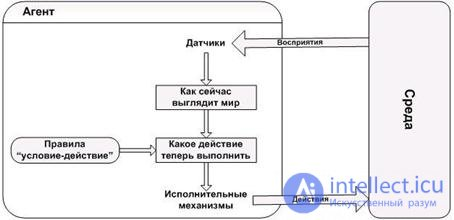 Агент
Датчики
Восприятия
Как сейчас
выглядит мир
Правила
“условие-действие”
Какое действие
теперь выполнить
Исполнительные
механизмы
Действия
Среда
intellect.icu
Искусственный разум